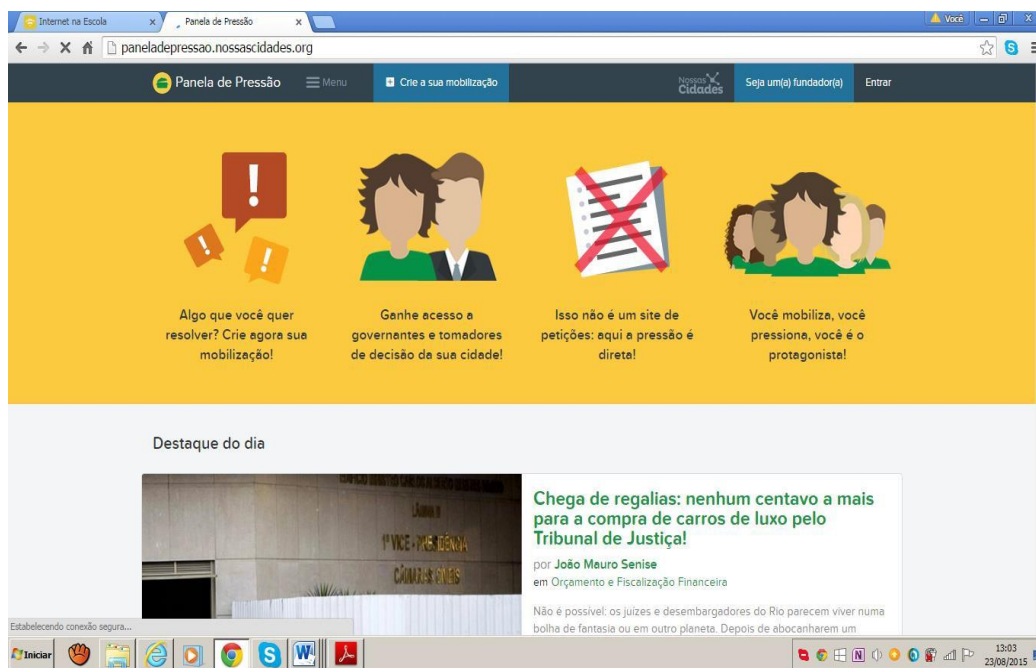 Internet na Escola
Panela de Pressão
Você
paneladepressao.nossascidades.org
Panela de Pressão
Menu
Crie a sua mobilização
Nossas Cidades
Seja um(a) fundador(a)
Entrar
Algo que você quer
resolver? Crie agora sua
mobilização!
Ganhe acesso a
governantes e tomadores
de decisão da sua cidade!
Isso não é um site de
petições: aqui a pressão é
direta!
Você mobiliza, você
pressiona, você é o
protagonista!
Destaque do dia
LÂMINA II
1ª VICE - PRESIDÊNCIA
CÂMARAS CÍVEIS
Chega de regalias: nenhum centavo a mais
para a compra de carros de luxo pelo
Tribunal de Justiça!
por João Mauro Senise
em Orçamento e Fiscalização Financeira
Não é possível: os juízes e desembargadores do Rio parecem viver numa
bolha de fantasia ou em outro planeta. Depois de abocanharem um
Estabelecendo conexão segura...
Iniciar
13:03
23/08/2015